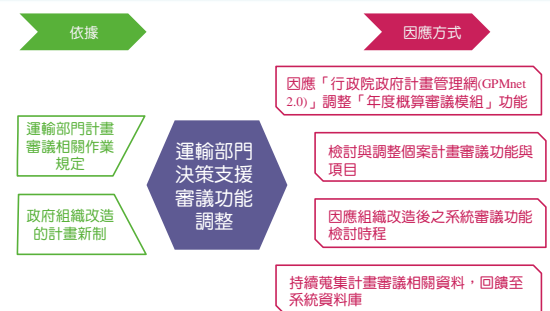 依據
因應方式
運輸部門計畫
審議相關作業
規定
政府組織改造
的計畫新制
運輸部門
決策支援
審議功能
調整
因應「行政院政府計畫管理網(GPMnet
2.0)」調整「年度概算審議模組」功能
檢討與調整個案計畫審議功能與
項目
因應組織改造後之系統審議功能
檢討時程
持續蒐集計畫審議相關資料，回饋至
系統資料庫